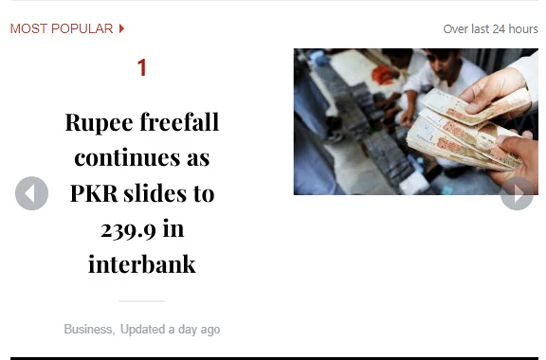 MOST POPULAR
Over last 24 hours
1
Rupee freefall
continues as
PKR slides to
239.9 in
interbank
Business, Updated a day ago